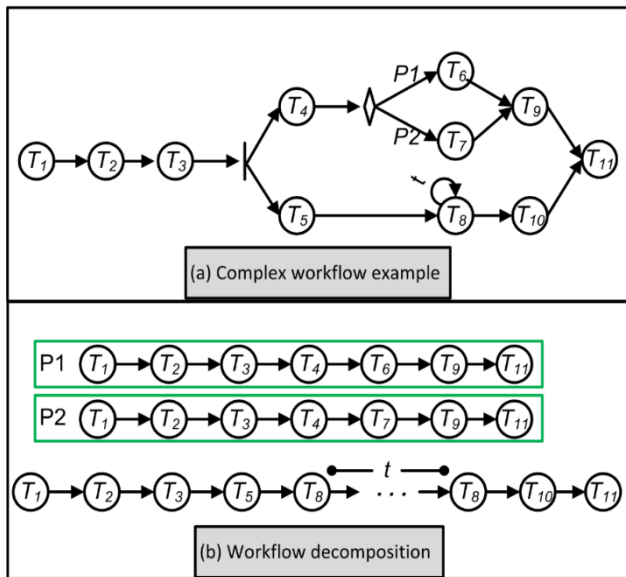 P1
T6
T4
T9
P2
T7
T1 T2 T3
T11
t
T5
T8
T10
(a) Complex workflow example
P1 T1 T2 T3 T4 T6 T9 T11
P2 T1 T2 T3 T4 T7 T9 T11
t
T1 T2 T3 T5 T8 ... T8 T10 T11
(b) Workflow decomposition